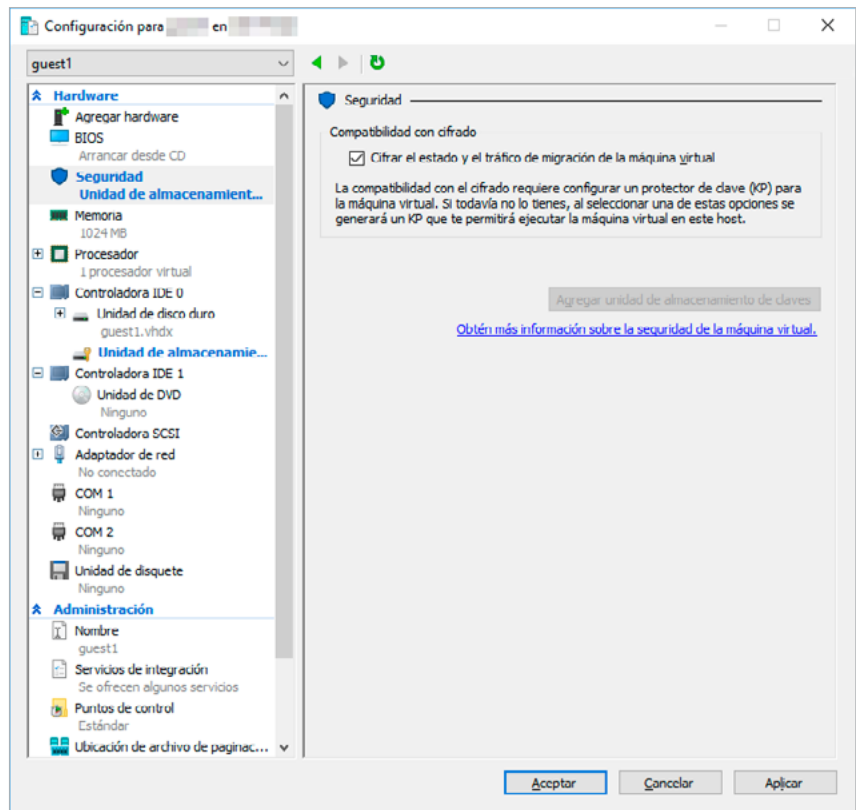 Configuración para en
guest1
Hardware
Agregar hardware
BIOS
Arrancar desde CD
Seguridad
Unidad de almacenamient...
Memoria
1024 MB
Procesador
1 procesador virtual
Controladora IDE 0
Unidad de disco duro
guest1.vhdx
Unidad de almacenamie...
Controladora IDE 1
Unidad de DVD
Ninguno
Controladora SCSI
Adaptador de red
No conectado
COM 1
Ninguno
COM 2
Ninguno
Unidad de disquete
Ninguno
Administración
Nombre
guest1
Servicios de integración
Se ofrecen algunos servicios
Puntos de control
Estándar
Ubicación de archivo de paginac...
Seguridad
Compatibilidad con cifrado
Cifrar el estado y el tráfico de migración de la máquina virtual
La compatibilidad con el cifrado requiere configurar un protector de clave (KP) para
la máquina virtual. Si todavía no lo tienes, al seleccionar una de estas opciones se
generará un KP que te permitirá ejecutar la máquina virtual en este host.
Agregar unidad de almacenamiento de claves
Obtén más información sobre la seguridad de la máquina virtual.
Aceptar
Cancelar
Aplicar